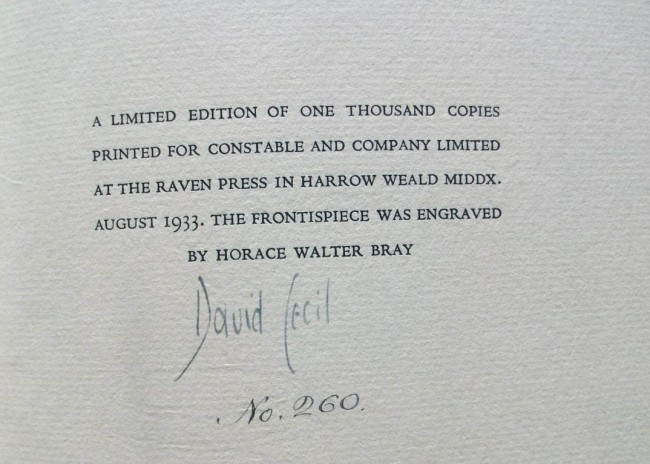 A LIMITED EDITION OF ONE THOUSAND COPIES
PRINTED FOR CONSTABLE AND COMPANY LIMITED
AT THE RAVEN PRESS IN HARROW WEALD MIDDX.
AUGUST 1933. THE FRONTISPIECE WAS ENGRAVED
BY HORACE WALTER BRAY
David Cecil
No. 260.